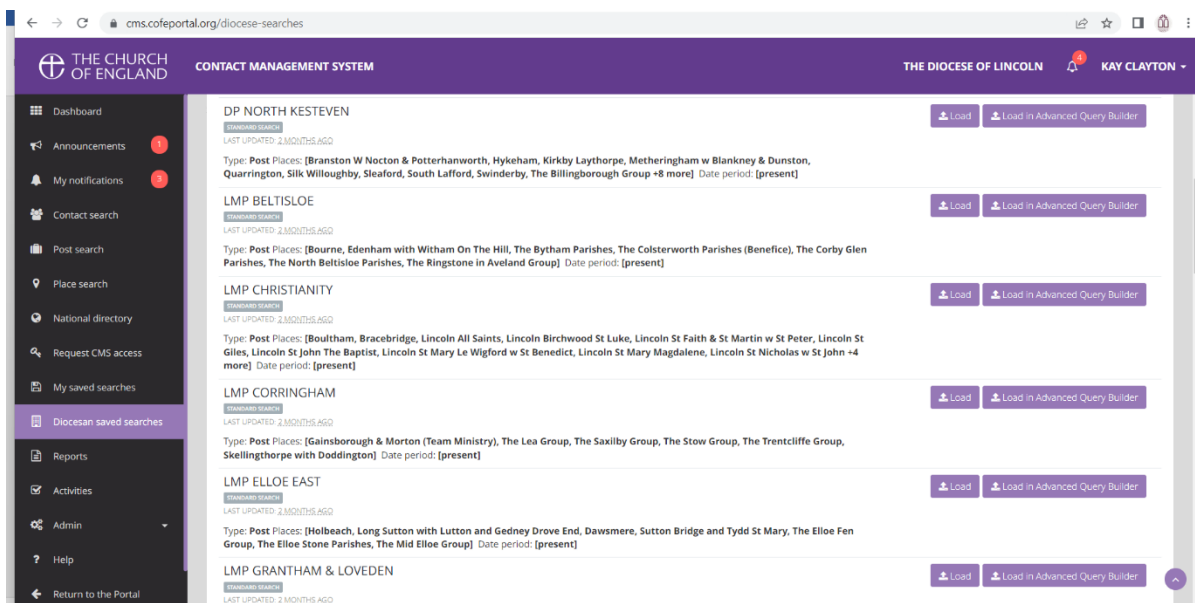 cms.cofeportal.org/diocese-searches
THE CHURCH
OF ENGLAND
CONTACT MANAGEMENT SYSTEM
THE DIOCESE OF LINCOLN
4
KAY CLAYTON
Dashboard
Announcements
1
My notifications
3
Contact search
Post search
Place search
National directory
Request CMS access
My saved searches
Diocesan saved searches
Reports
Activities
Admin
? Help
Return to the Portal
DP NORTH KESTEVEN
STANDARD SEARCH
LAST UPDATED: 2 MONTHS AGO
Load
Load in Advanced Query Builder
Type: Post Places: [Branston W Nocton & Potterhanworth, Hykeham, Kirkby Laythorpe, Metheringham w Blankney & Dunston,
Quarrington, Silk Willoughby, Sleaford, South Lafford, Swinderby, The Billingborough Group +8 more] Date period: [present]
LMP BELTISLOE
STANDARD SEARCH
LAST UPDATED: 2 MONTHS AGO
Load
Load in Advanced Query Builder
Type: Post Places: [Bourne, Edenham with Witham On The Hill, The Bytham Parishes, The Colsterworth Parishes (Benefice), The Corby Glen
Parishes, The North Beltisloe Parishes, The Ringstone in Aveland Group] Date period: [present]
LMP CHRISTIANITY
STANDARD SEARCH
LAST UPDATED: 2 MONTHS AGO
Load
Load in Advanced Query Builder
Type: Post Places: [Boultham, Bracebridge, Lincoln All Saints, Lincoln Birchwood St Luke, Lincoln St Faith & St Martin w St Peter, Lincoln St
Giles, Lincoln St John The Baptist, Lincoln St Mary Le Wigford w St Benedict, Lincoln St Mary Magdalene, Lincoln St Nicholas w St John +4
more] Date period: [present]
LMP CORRINGHAM
STANDARD SEARCH
LAST UPDATED: 2 MONTHS AGO
Load
Load in Advanced Query Builder
Type: Post Places: [Gainsborough & Morton (Team Ministry), The Lea Group, The Saxilby Group, The Stow Group, The Trentcliffe Group,
Skellingthorpe with Doddington] Date period: [present]
LMP ELLOE EAST
STANDARD SEARCH
LAST UPDATED: 2 MONTHS AGO
Load
Load in Advanced Query Builder
Type: Post Places: [Holbeach, Long Sutton with Lutton and Gedney Drove End, Dawsmere, Sutton Bridge and Tydd St Mary, The Elloe Fen
Group, The Elloe Stone Parishes, The Mid Elloe Group] Date period: [present]
LMP GRANTHAM & LOVEDEN
STANDARD SEARCH
LAST UPDATED: 2 MONTHS AGO
Load
Load in Advanced Query Builder